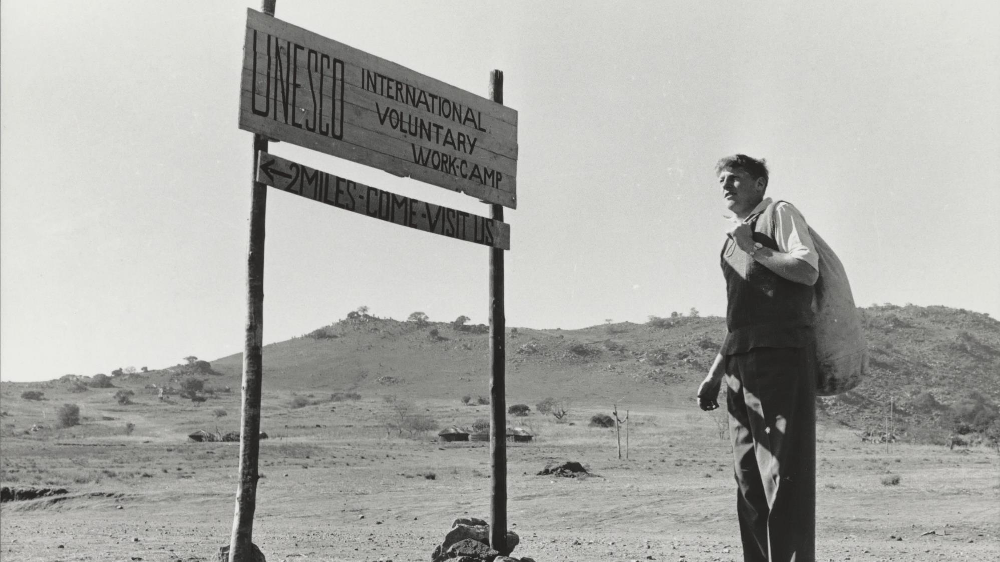 UNESCO
INTERNATIONAL
VOLUNTARY
WORK-CAMP
←2MILES-COME-VISIT US